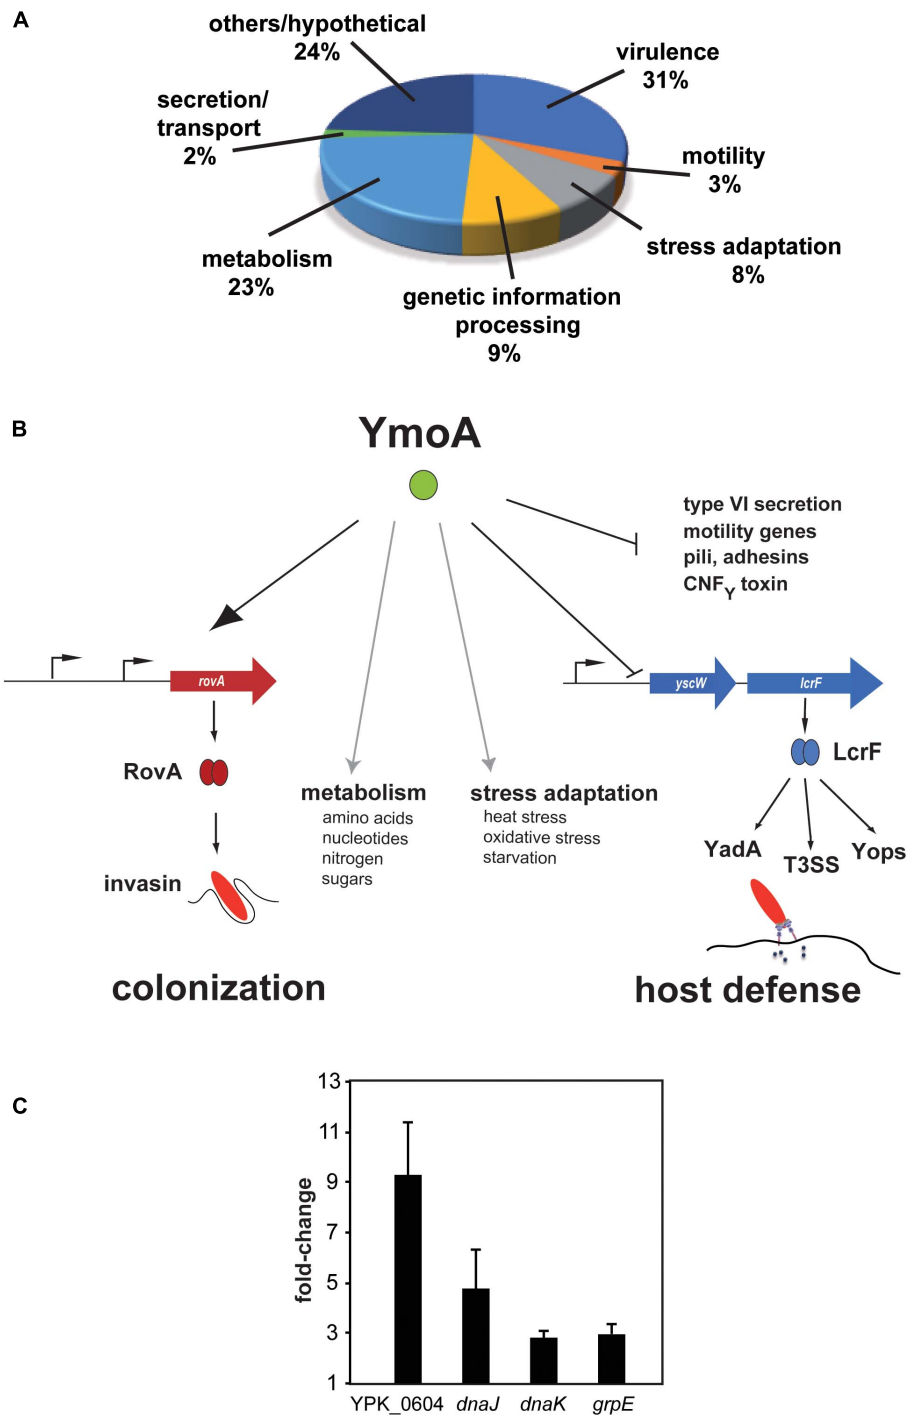 A
others/hypothetical
24%
virulence
31%
secretion/
transport
2%
motility
3%
stress adaptation
8%
metabolism
23%
genetic information
processing
9%
B
YmoA
type VI secretion
motility genes
pili, adhesins
CNFY toxin
rovA
yscW
lcrF
RovA
LcrF
metabolism
amino acids
nucleotides
nitrogen
sugars
stress adaptation
heat stress
oxidative stress
starvation
YadA
T3SS
Yops
invasin
colonization
host defense
C
fold-change
13
11
9
7
5
3
1
YPK_0604 dnaJ dnaK grpE